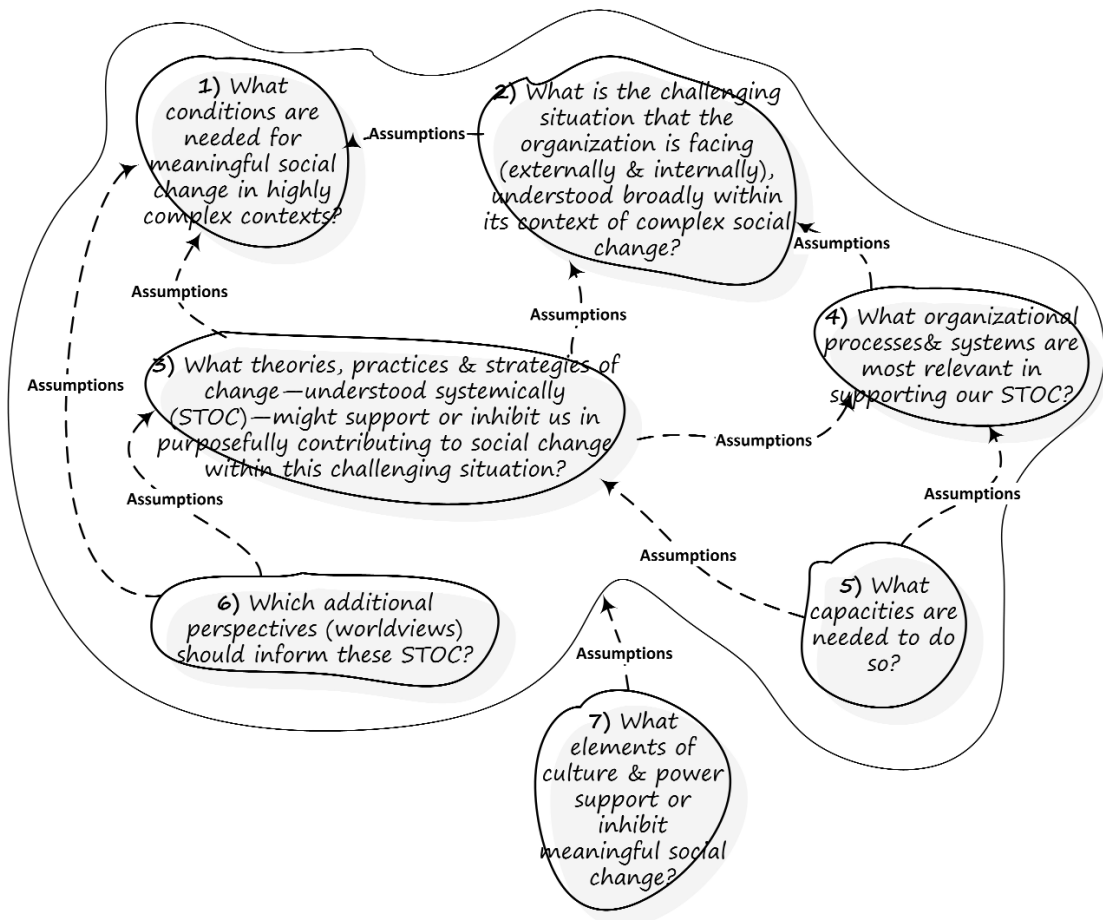 1) What
conditions are
needed for
meaningful social
change in highly
complex contexts?
Assumptions
2) What is the challenging
situation that the
organization is facing
(externally & internally),
understood broadly within
its context of complex social
change?
Assumptions
Assumptions
Assumptions
4) What organizational
processes& systems are
most relevant in
supporting our STOC?
3) What theories, practices & strategies of
change—understood systemically
(STOC)—might support or inhibit us in
purposefully contributing to social change
within this challenging situation?
Assumptions
Assumptions
Assumptions
Assumptions
Assumptions
6) Which additional
perspectives (worldviews)
should inform these STOC?
5) What
capacities are
needed to do
so?
Assumptions
7) What
elements of
culture & power
support or
inhibit
meaningful social
change?